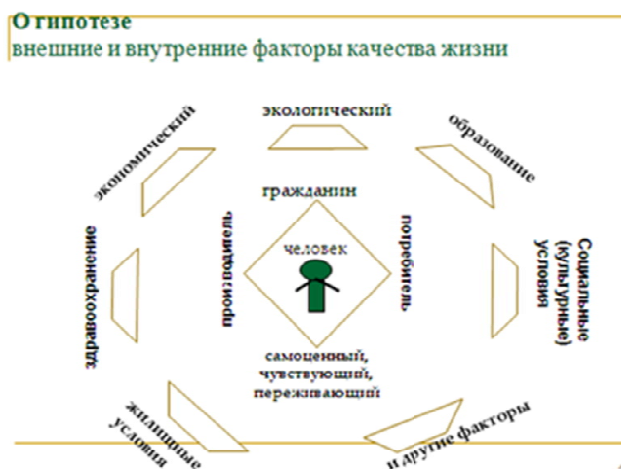 О гипотезе
внешние и внутренние факторы качества жизни
экологический
экономический
образование
гражданин
здравоохранение
производитель
человек
потребитель
Социальные
(культурные)
условия
самоценный,
чувствующий,
переживающий
жилищные
условия
и другие факторы